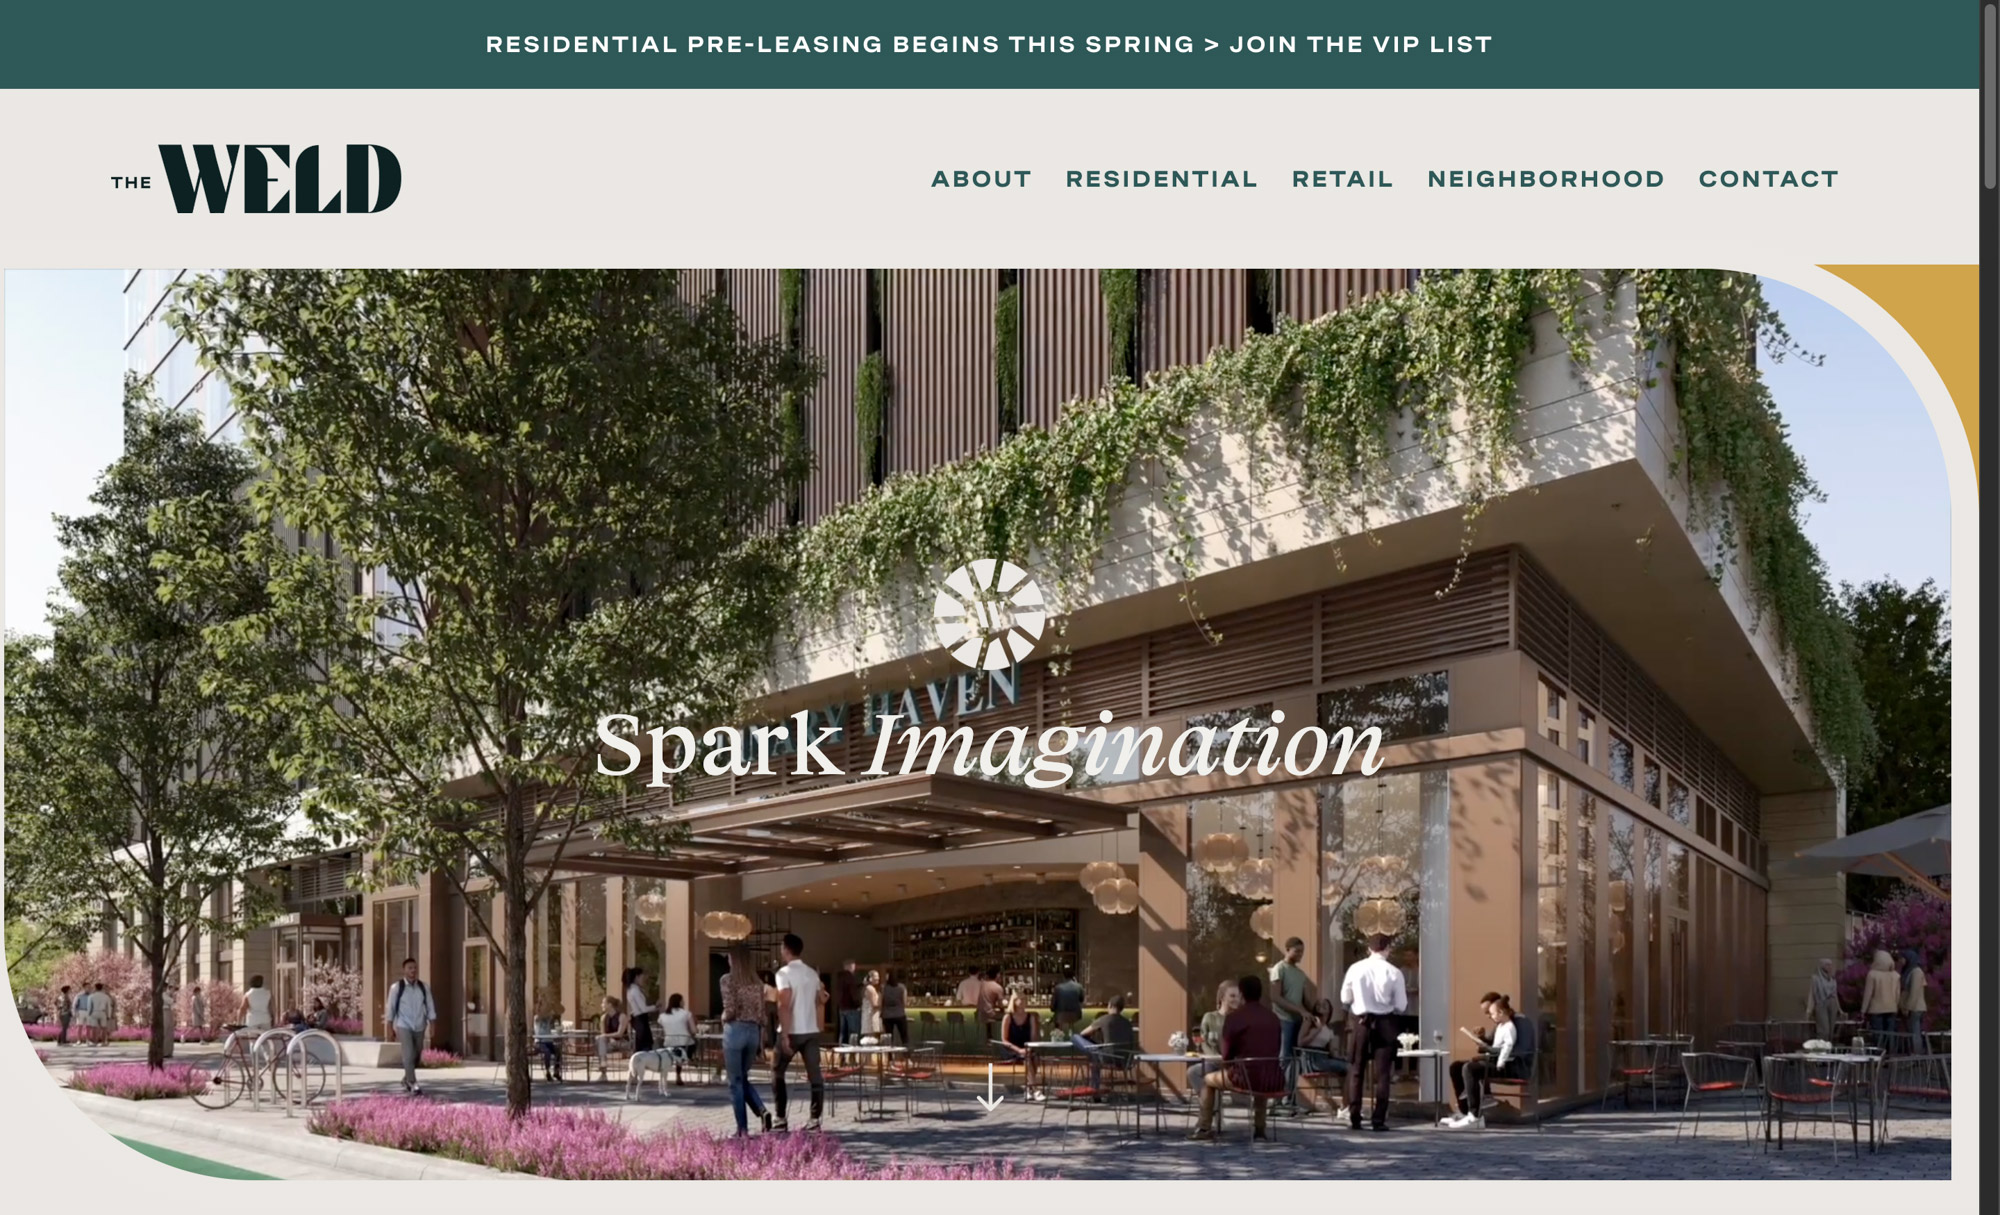 RESIDENTIAL PRE-LEASING BEGINS THIS SPRING > JOIN THE VIP LIST
THE WELD
ABOUT RESIDENTIAL RETAIL NEIGHBORHOOD CONTACT
W
HAVEN
Spark Imagination